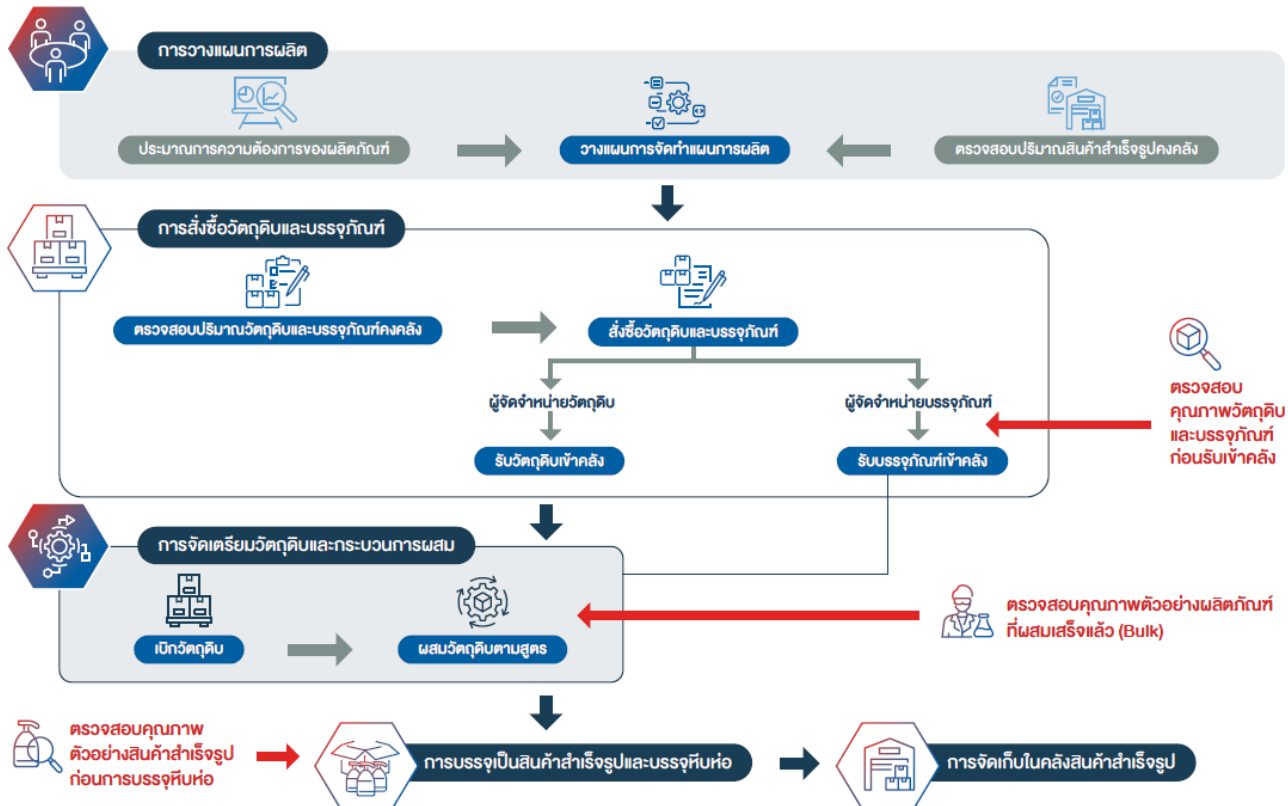 การวางแผนการผลิต
ประมาณการความต้องการของผลิตภัณฑ์
วางแผนการจัดทำแผนการผลิต
ตรวจสอบปริมาณสินค้าสำเร็จรูปคงคลัง
การสั่งซื้อวัตถุดิบและบรรจุภัณฑ์
ตรวจสอบปริมาณวัตถุดิบและบรรจุภัณฑ์คงคลัง
สั่งซื้อวัตถุดิบและบรรจุภัณฑ์
ผู้จัดจำหน่ายวัตถุดิบ
ผู้จัดจำหน่ายบรรจุภัณฑ์
รับวัตถุดิบเข้าคลัง
รับบรรจุภัณฑ์เข้าคลัง
ตรวจสอบ
คุณภาพวัตถุดิบ
และบรรจุภัณฑ์
ก่อนรับเข้าคลัง
การจัดเตรียมวัตถุดิบและกระบวนการผสม
เบิกวัตถุดิบ
ผสมวัตถุดิบตามสูตร
ตรวจสอบคุณภาพตัวอย่างผลิตภัณฑ์
ที่ผสมเสร็จแล้ว (Bulk)
ตรวจสอบคุณภาพ
ตัวอย่างสินค้าสำเร็จรูป
ก่อนการบรรจุหีบห่อ
การบรรจุเป็นสินค้าสำเร็จรูปและบรรจุหีบห่อ
การจัดเก็บในคลังสินค้าสำเร็จรูป